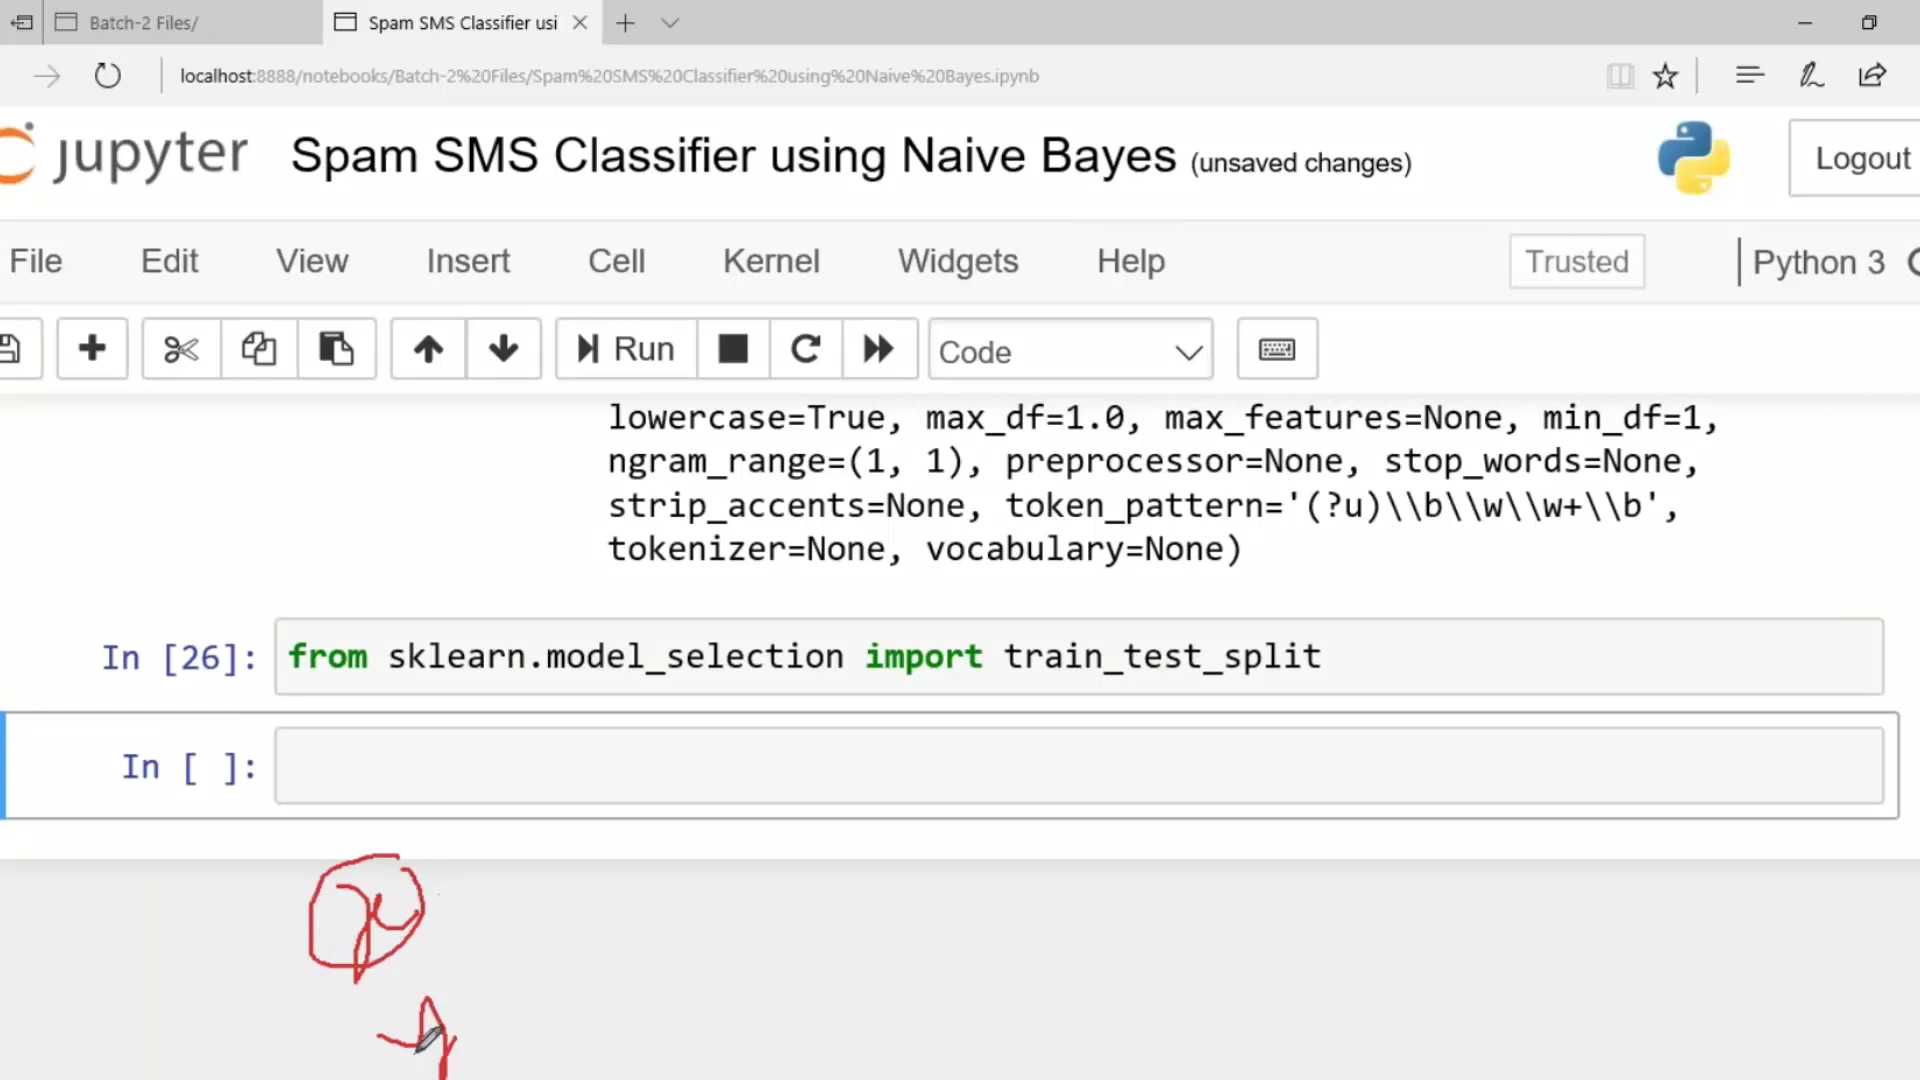 Batch-2 Files/
Spam SMS Classifier usi
localhost:8888/notebooks/Batch-2%20Files/Spam%20SMS%20Classifier%20using%20Naive%20Bayes.ipynb
jupyter Spam SMS Classifier using Naive Bayes (unsaved changes) Logout
File Edit View Insert Cell Kernel Widgets Help Trusted Python 3
Run Code
lowercase=True, max_df=1.0, max_features=None, min_df=1,
ngram_range=(1, 1), preprocessor=None, stop_words=None,
strip_accents=None, token_pattern='(?u)\\b\\w\\w+\\b',
tokenizer=None, vocabulary=None)
In [26]: from sklearn.model_selection import train_test_split
In [ ]: